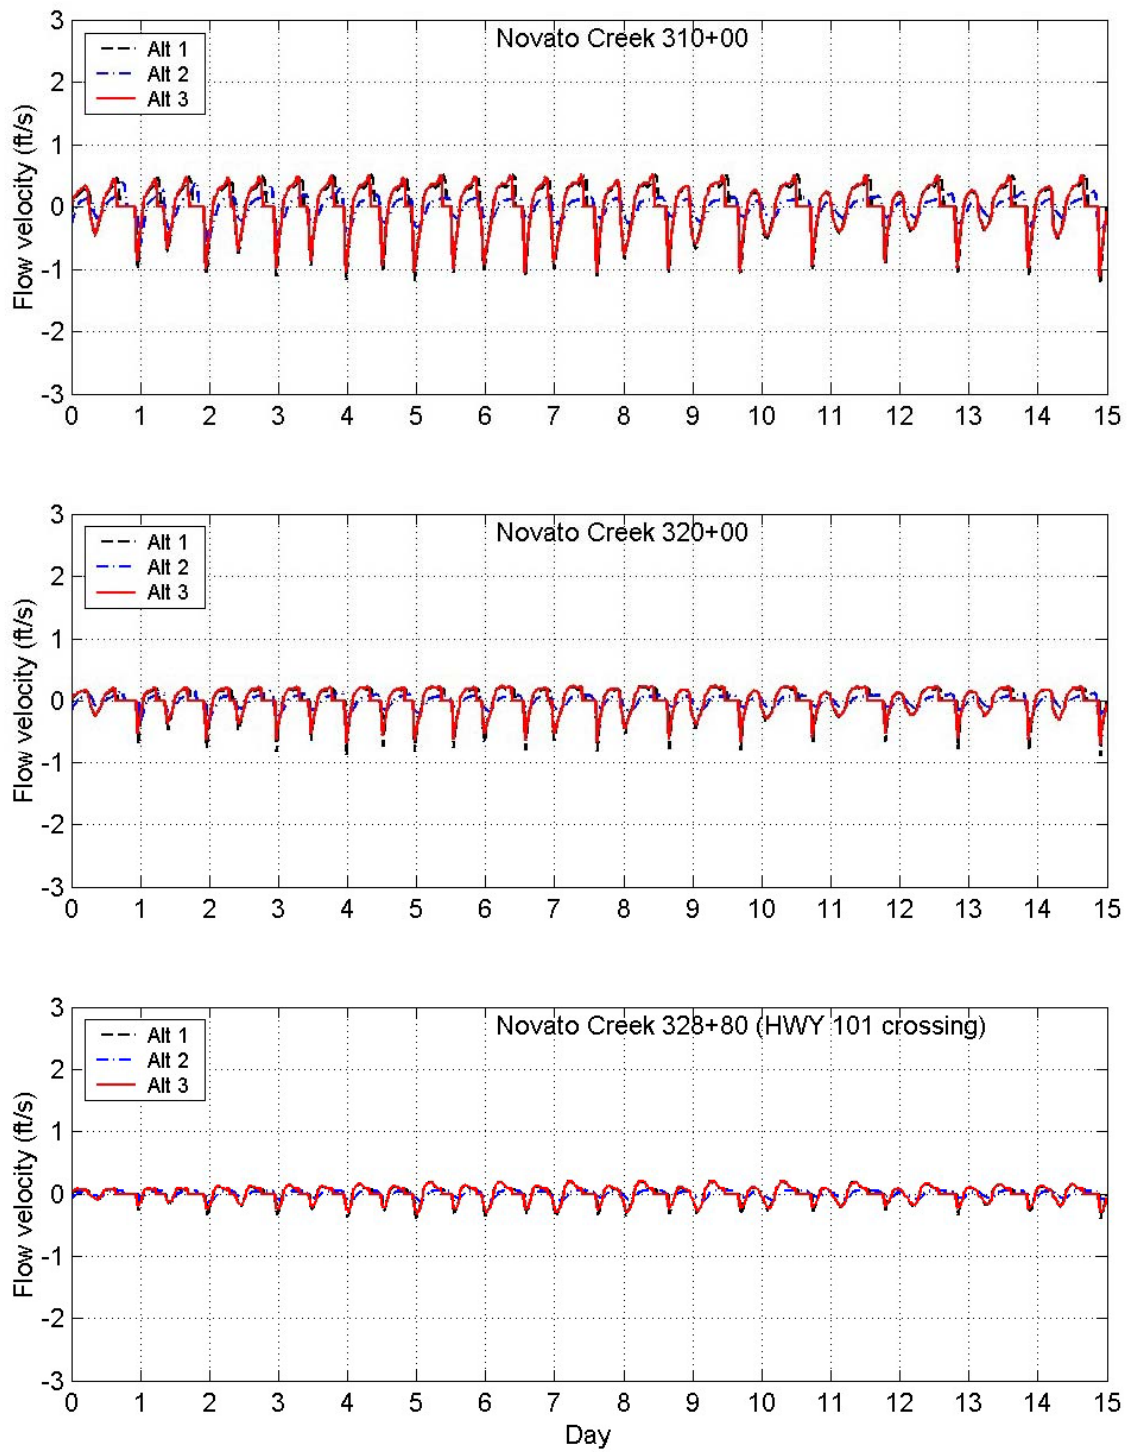 Novato Creek 310+00
Alt 1
Alt 2
Alt 3
Flow velocity (ft/s)
3
2
1
0
-1
-2
-3
0 1 2 3 4 5 6 7 8 9 10 11 12 13 14 15
Novato Creek 320+00
Alt 1
Alt 2
Alt 3
Flow velocity (ft/s)
3
2
1
0
-1
-2
-3
0 1 2 3 4 5 6 7 8 9 10 11 12 13 14 15
Novato Creek 328+80 (HWY 101 crossing)
Alt 1
Alt 2
Alt 3
Flow velocity (ft/s)
3
2
1
0
-1
-2
-3
0 1 2 3 4 5 6 7 8 9 10 11 12 13 14 15
Day